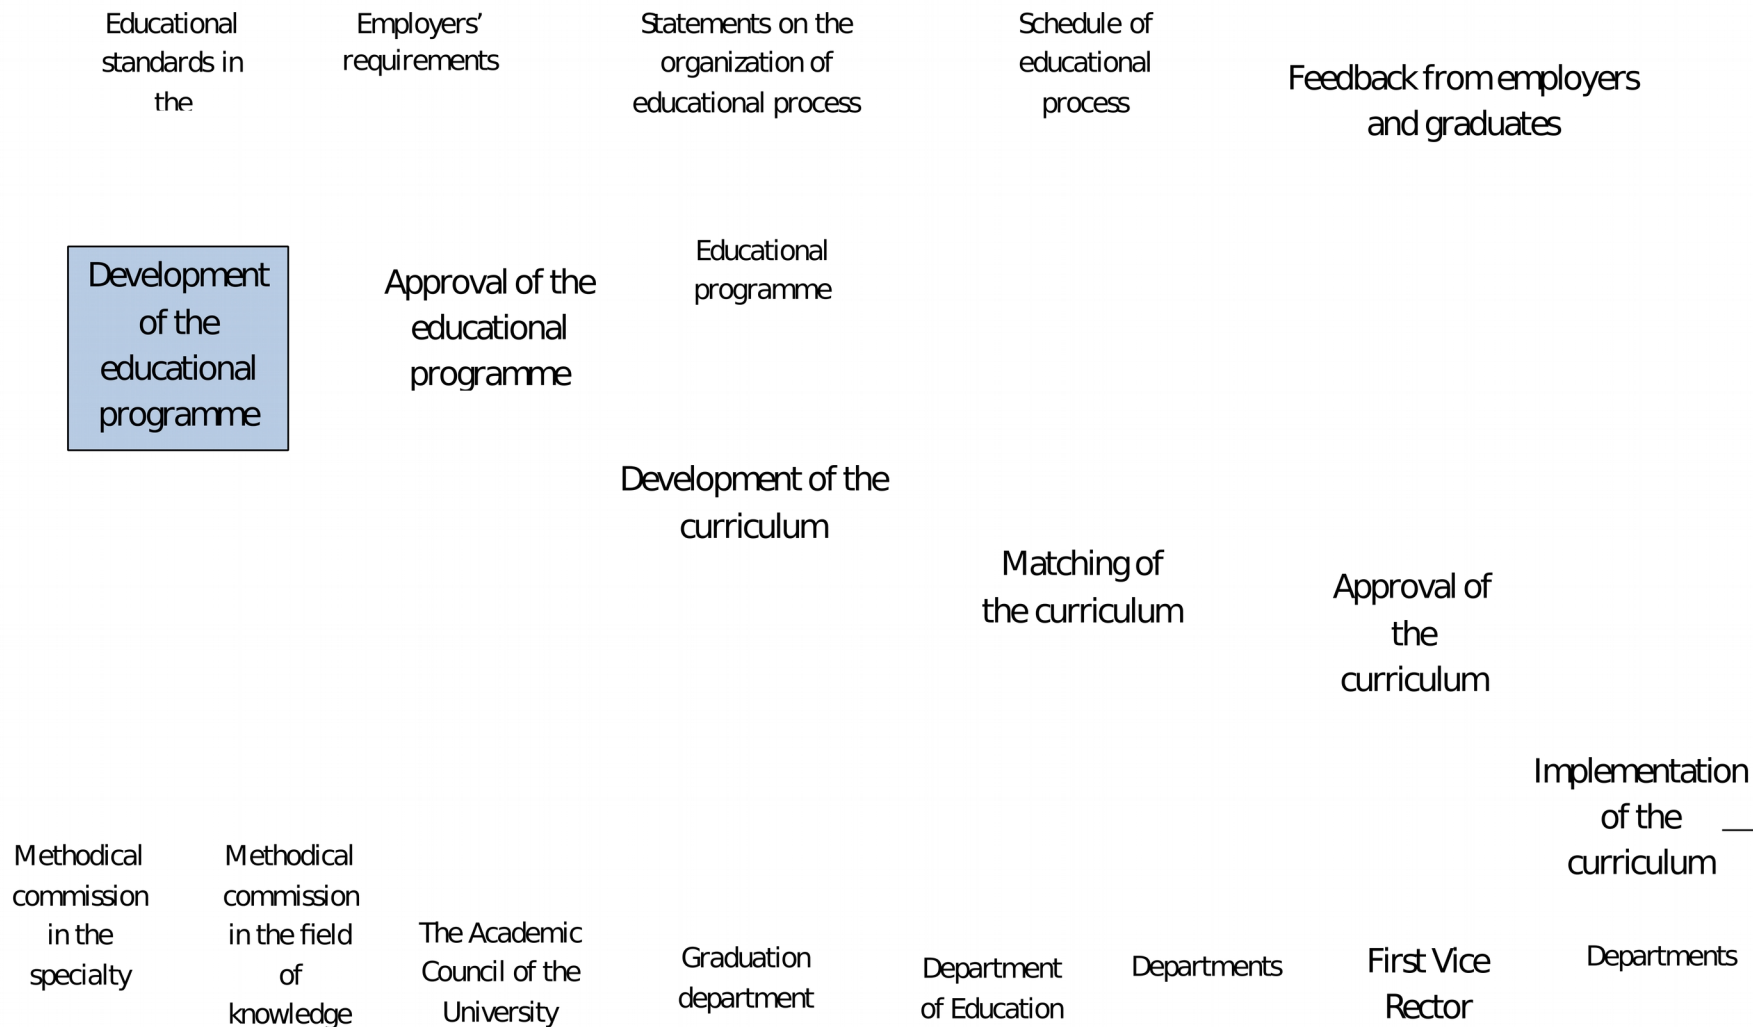 Educational
standards in
the
Employers’
requirements
Statements on the
organization of
educational process
Schedule of
educational
process
Feedback from employers
and graduates
Development
of the
educational
programme
Approval of the
educational
programme
Educational
programme
Development of the
curriculum
Matching of
the curriculum
Approval of
the
curriculum
Implementation
of the
curriculum
Methodical
commission
in the
specialty
Methodical
commission
in the field
of
knowledge
The Academic
Council of the
University
Graduation
department
Department
of Education
Departments
First Vice
Rector
Departments